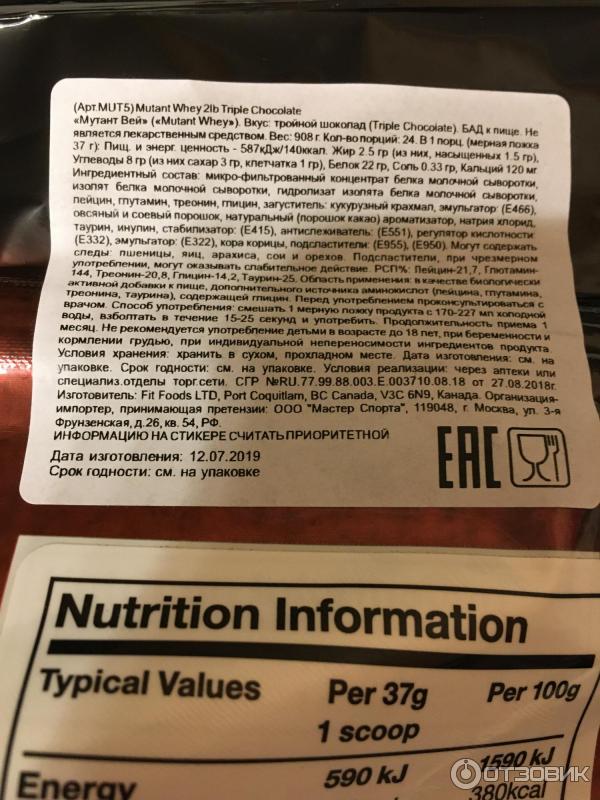 (Арт.MUT5) Mutant Whey 2lb Triple Chocolate
«Мутант Вей» («Mutant Whey»). Вкус: тройной шоколад (Triple Chocolate). БАД к пище. Не
является лекарственным средством. Вес: 908 г. Кол-во порций: 24. В 1 порц. (мерная ложка
37 г): Пищ. и энерг. ценность - 587кДж/140ккал. Жир 2.5 гр (из них, насыщенных 1.5 гр),
Углеводы 8 гр (из них сахар 3 гр, клетчатка 1 гр), Белок 22 гр, Соль 0.33 гр, Кальций 120 мг
Ингредиентный состав: микро-фильтрованный концентрат белка молочной сыворотки,
изолят белка молочной сыворотки, гидролизат изолята белка молочной сыворотки,
лейцин, глутамин, треонин, глицин, загуститель: кукурузный крахмал, эмульгатор: (Е466),
овсяный и соевый порошок, натуральный (порошок какао) ароматизатор, натрия хлорид,
таурин, инулин, стабилизатор: (Е415), антислеживатель: (Е551), регулятор кислотности:
(Е332), эмульгатор: (Е322), кора корицы, подсластители: (Е955), (Е950). Могут содержать
следы: пшеницы, яиц, арахиса, сои и орехов. Подсластители, при чрезмерном
употреблении, могут оказывать слабительное действие. РСП%: Лейцин-21,7, Глютамин-
144, Треонин-20,8, Глицин-14,2, Таурин-25. Область применения: в качестве биологически
активной добавки к пище, дополнительного источника аминокислот (лейцина, глутамина,
треонина, таурина), содержащей глицин. Перед употреблением проконсультироваться с
врачом. Способ употребления: смешать 1 мерную ложку продукта с 170-227 мл холодной
воды, взболтать в течение 15-25 секунд и употребить. Продолжительность приема 1
месяц. Не рекомендуется употребление детьми в возрасте до 18 лет, при беременности и
кормлении грудью, при индивидуальной непереносимости ингредиентов продукта.
Условия хранения: хранить в сухом, прохладном месте. Дата изготовления: см. на
упаковке. Срок годности: см. на упаковке. Условия реализации: через аптеки или
специализ.отделы торг.сети. СГР №RU.77.99.88.003.Е.003710.08.18 от 27.08.2018г.
Изготовитель: Fit Foods LTD, Port Coquitlam, BC Canada, V3C 6N9, Канада. Организация-
импортер, принимающая претензии: ООО "Мастер Спорта", 119048, г. Москва, ул. 3-я
Фрунзенская, д.26, кв. 54, РФ.
ИНФОРМАЦИЮ НА СТИКЕРЕ СЧИТАТЬ ПРИОРИТЕТНОЙ
Дата изготовления: 12.07.2019
Срок годности: см. на упаковке
EAC
Nutrition Information
Typical Values Per 37g Per 100g
1 scoop
Energy 590 kJ 1590 kJ
380kcal
ОТЗОВИК